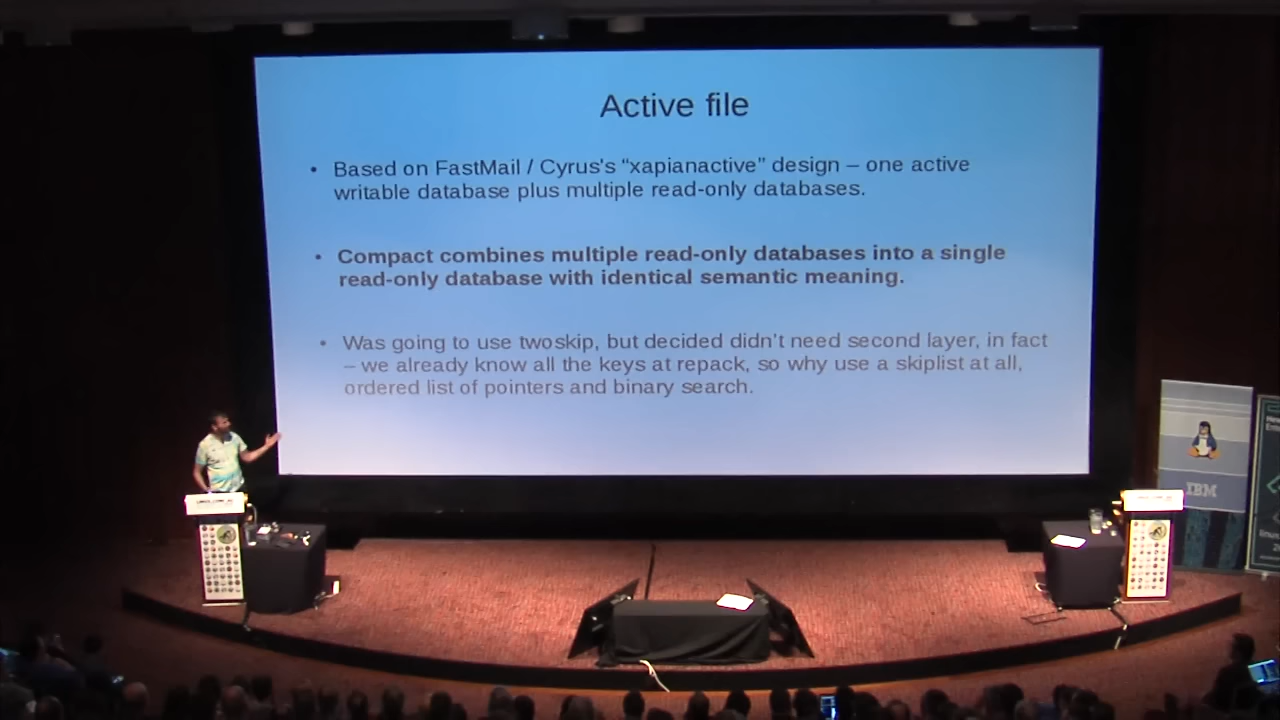 Active file
• Based on FastMail / Cyrus's "xapianactive" design – one active
writable database plus multiple read-only databases.
• Compact combines multiple read-only databases into a single
read-only database with identical semantic meaning.
• Was going to use twoskip, but decided didn't need second layer, in fact
– we already know all the keys at repack, so why use a skiplist at all,
ordered list of pointers and binary search.
IBM